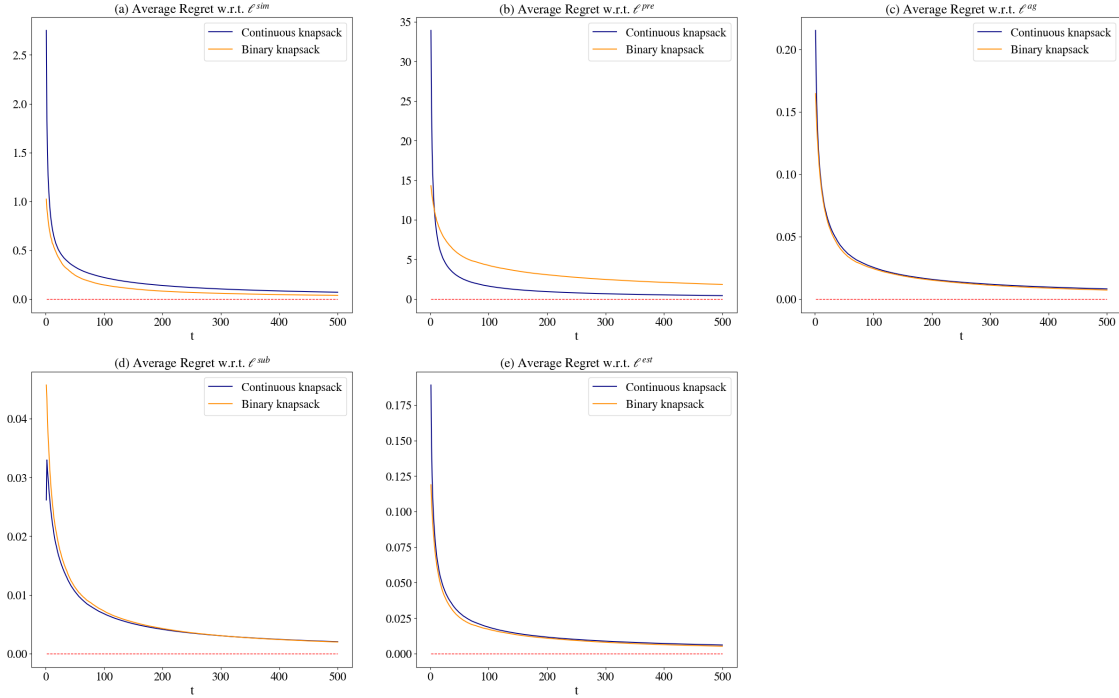 (a) Average Regret w.r.t. ℓ^sim
Continuous knapsack
Binary knapsack
2.5
2.0
1.5
1.0
0.5
0.0
0 100 200 300 400 500
t
(b) Average Regret w.r.t. ℓ^pre
Continuous knapsack
Binary knapsack
35
30
25
20
15
10
5
0
0 100 200 300 400 500
t
(c) Average Regret w.r.t. ℓ^ag
Continuous knapsack
Binary knapsack
0.20
0.15
0.10
0.05
0.00
0 100 200 300 400 500
t
(d) Average Regret w.r.t. ℓ^sub
Continuous knapsack
Binary knapsack
0.04
0.03
0.02
0.01
0.00
0 100 200 300 400 500
t
(e) Average Regret w.r.t. ℓ^est
Continuous knapsack
Binary knapsack
0.175
0.150
0.125
0.100
0.075
0.050
0.025
0.000
0 100 200 300 400 500
t